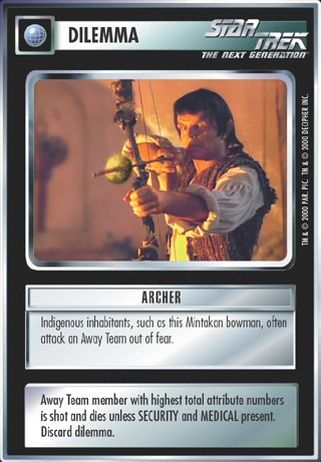 DILEMMA
STAR TREK
THE NEXT GENERATION®
TM & © 2000 PAR. PIC. TM & © 2000 DECIPHER INC.
ARCHER
Indigenous inhabitants, such as this Mintakan bowman, often
attack an Away Team out of fear.
Away Team member with highest total attribute numbers
is shot and dies unless SECURITY and MEDICAL present.
Discard dilemma.